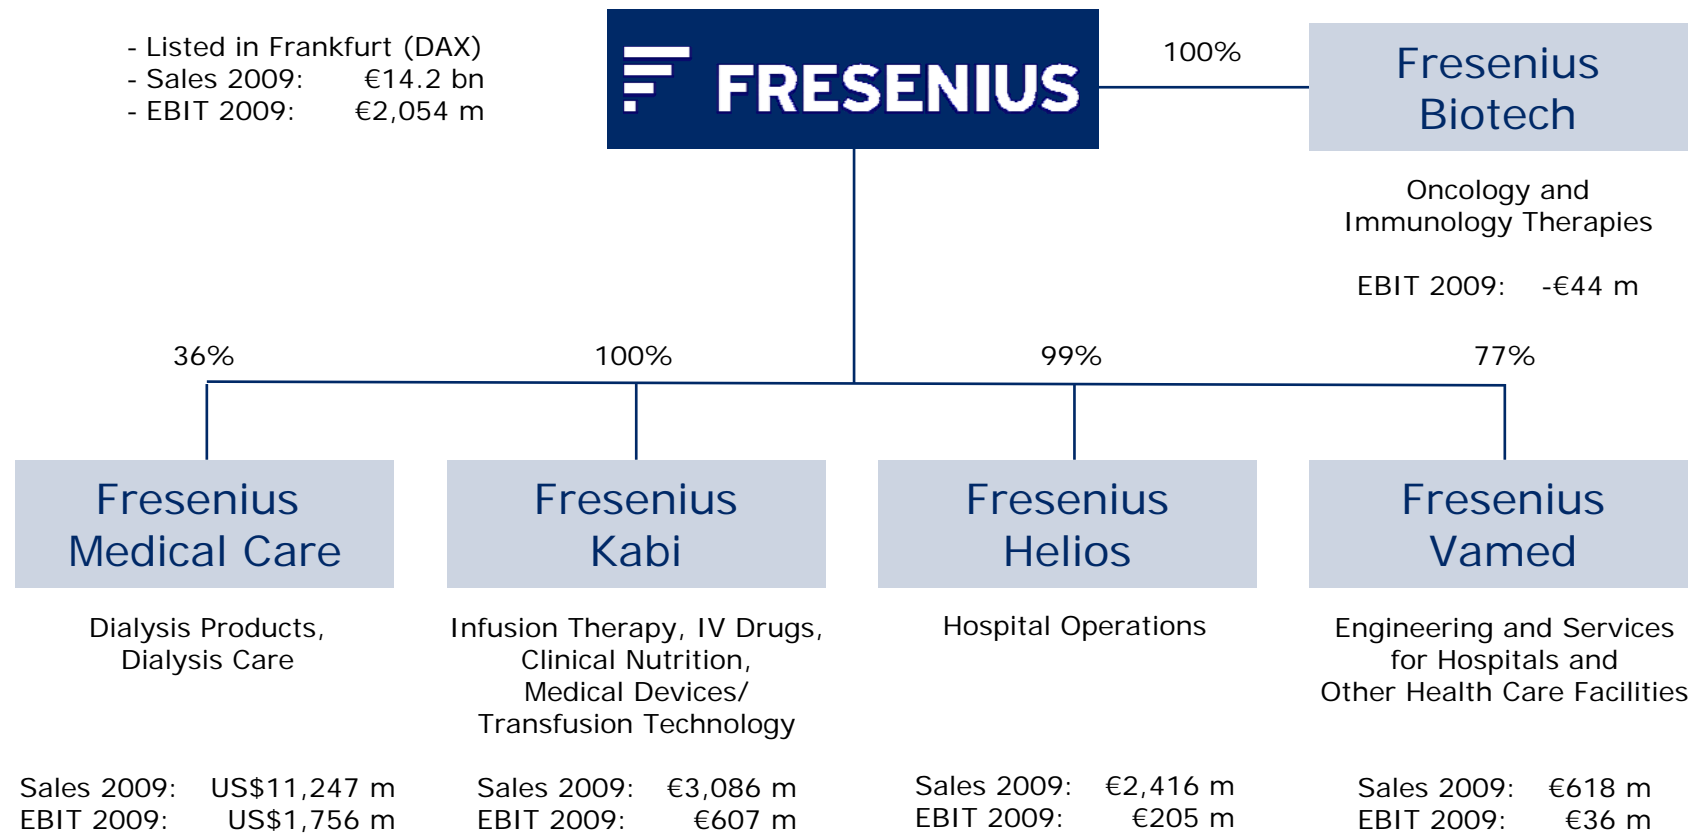 - Listed in Frankfurt (DAX)
- Sales 2009: €14.2 bn
- EBIT 2009: €2,054 m
FRESENIUS
100%
Fresenius
Biotech
Oncology and
Immunology Therapies
EBIT 2009: -€44 m
36%
100%
99%
77%
Fresenius
Medical Care
Dialysis Products,
Dialysis Care
Sales 2009: US$11,247 m
EBIT 2009: US$1,756 m
Fresenius
Kabi
Infusion Therapy, IV Drugs,
Clinical Nutrition,
Medical Devices/
Transfusion Technology
Sales 2009: €3,086 m
EBIT 2009: €607 m
Fresenius
Helios
Hospital Operations
Sales 2009: €2,416 m
EBIT 2009: €205 m
Fresenius
Vamed
Engineering and Services
for Hospitals and
Other Health Care Facilities
Sales 2009: €618 m
EBIT 2009: €36 m